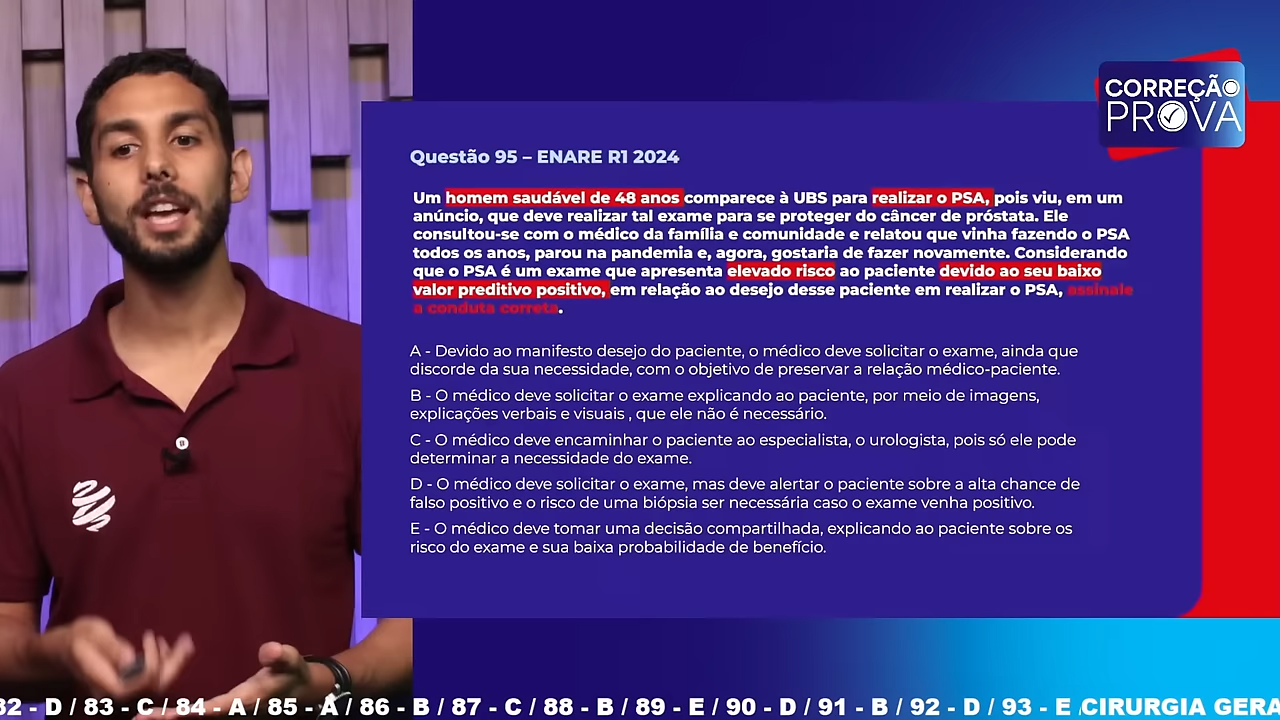 CORREÇÃO
PROVA
Questão 95 – ENARE R1 2024
Um homem saudável de 48 anos comparece à UBS para realizar o PSA, pois viu, em um
anúncio, que deve realizar tal exame para se proteger do câncer de próstata. Ele
consultou-se com o médico da família e comunidade e relatou que vinha fazendo o PSA
todos os anos, parou na pandemia e, agora, gostaria de fazer novamente. Considerando
que o PSA é um exame que apresenta elevado risco ao paciente devido ao seu baixo
valor preditivo positivo, em relação ao desejo desse paciente em realizar o PSA, assinale
a conduta correta.
A - Devido ao manifesto desejo do paciente, o médico deve solicitar o exame, ainda que
discorde da sua necessidade, com o objetivo de preservar a relação médico-paciente.
B - O médico deve solicitar o exame explicando ao paciente, por meio de imagens,
explicações verbais e visuais , que ele não é necessário.
C - O médico deve encaminhar o paciente ao especialista, o urologista, pois só ele pode
determinar a necessidade do exame.
D - O médico deve solicitar o exame, mas deve alertar o paciente sobre a alta chance de
falso positivo e o risco de uma biópsia ser necessária caso o exame venha positivo.
E - O médico deve tomar uma decisão compartilhada, explicando ao paciente sobre os
risco do exame e sua baixa probabilidade de benefício.
82 - D / 83 - C / 84 - A / 85 - A / 86 - B / 87 - C / 88 - B / 89 - E / 90 - D / 91 - B / 92 - D / 93 - E CIRURGIA GERA